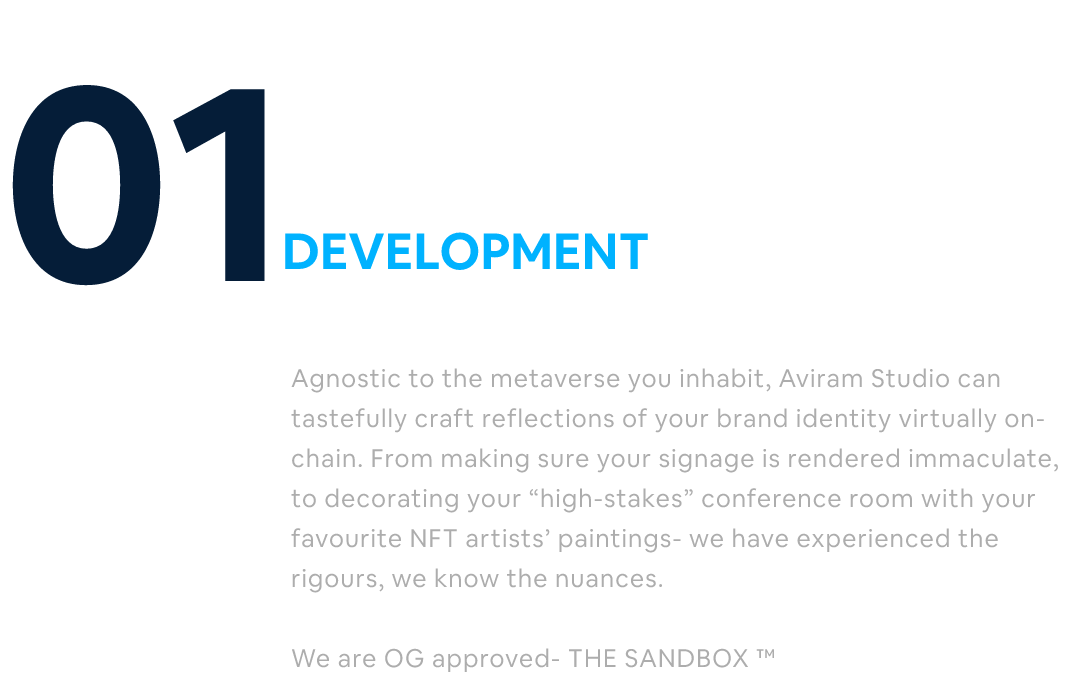 01
DEVELOPMENT
Agnostic to the metaverse you inhabit, Aviram Studio can
tastefully craft reflections of your brand identity virtually on-
chain. From making sure your signage is rendered immaculate,
to decorating your “high-stakes” conference room with your
favourite NFT artists’ paintings- we have experienced the
rigours, we know the nuances.
We are OG approved- THE SANDBOX ™